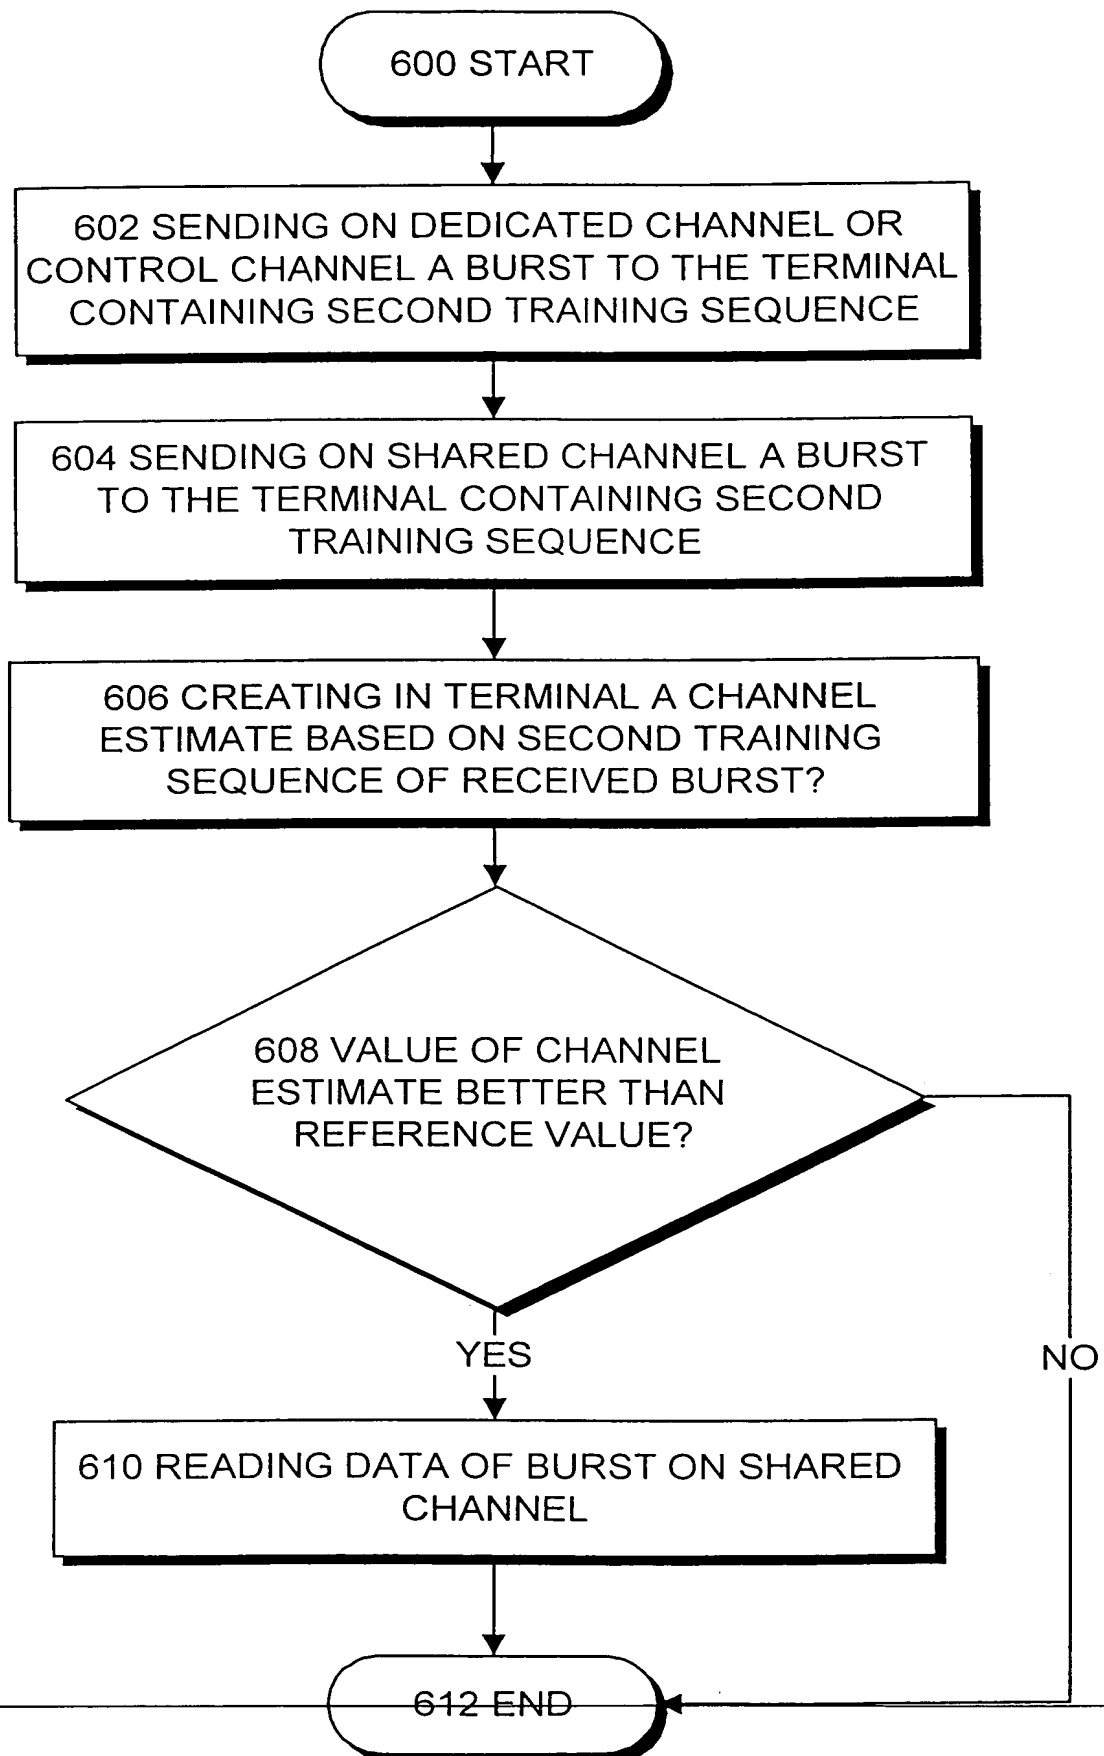 600 START
602 SENDING ON DEDICATED CHANNEL OR
CONTROL CHANNEL A BURST TO THE TERMINAL
CONTAINING SECOND TRAINING SEQUENCE
604 SENDING ON SHARED CHANNEL A BURST
TO THE TERMINAL CONTAINING SECOND
TRAINING SEQUENCE
606 CREATING IN TERMINAL A CHANNEL
ESTIMATE BASED ON SECOND TRAINING
SEQUENCE OF RECEIVED BURST?
608 VALUE OF CHANNEL
ESTIMATE BETTER THAN
REFERENCE VALUE?
YES
NO
610 READING DATA OF BURST ON SHARED
CHANNEL
612 END